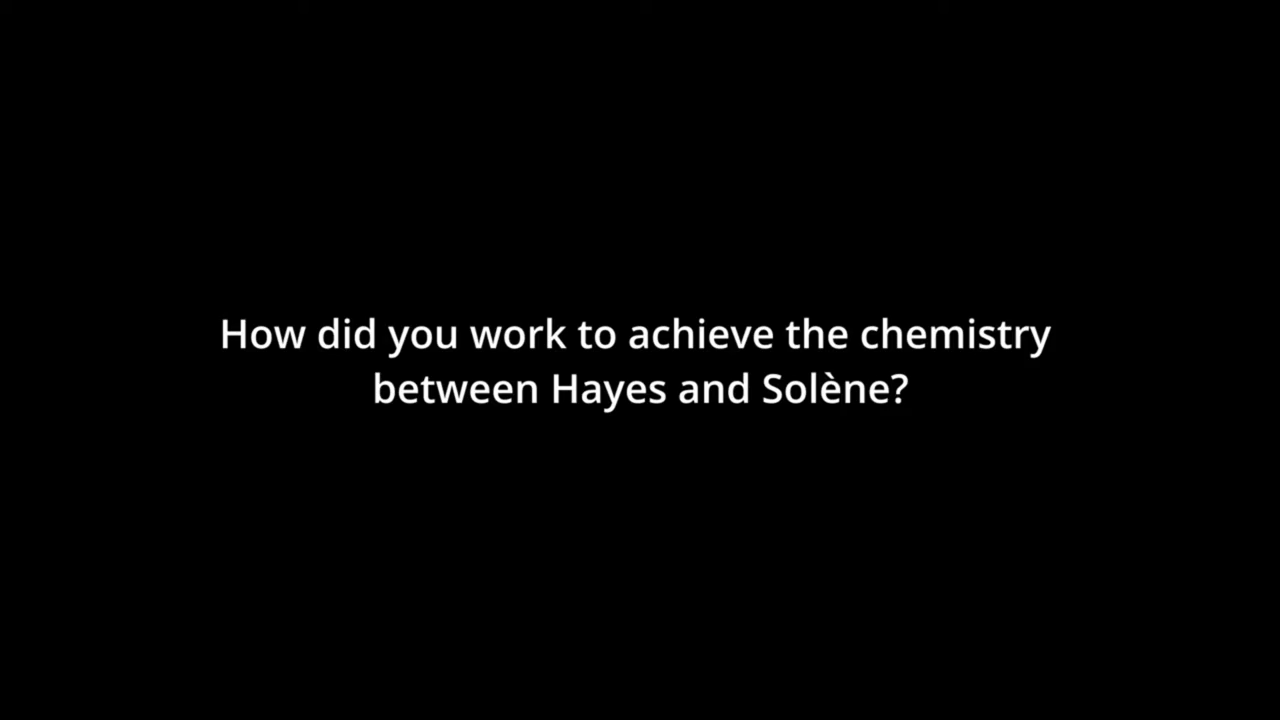 How did you work to achieve the chemistry
between Hayes and Solène?